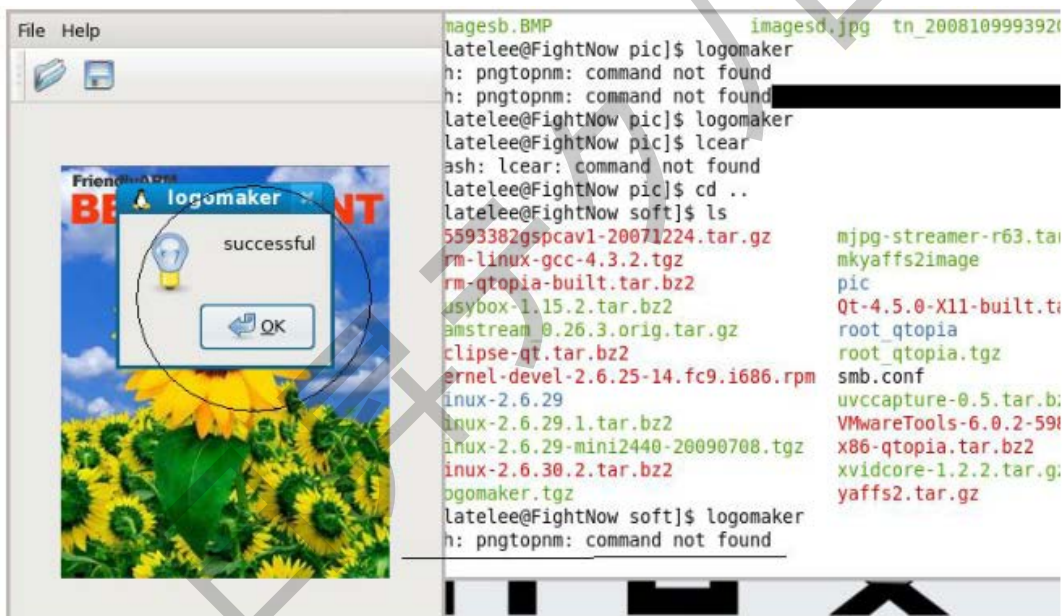 File Help
FriendlyARM
logomaker
successful
OK
magesb.BMP imagesd.jpg tn_2008109993920
latelee@FightNow pic]$ logomaker
h: pngtopnm: command not found
h: pngtopnm: command not found
latelee@FightNow pic]$ logomaker
latelee@FightNow pic]$ lcear
ash: lcear: command not found
latelee@FightNow pic]$ cd ..
latelee@FightNow soft]$ ls
5593382gspcav1-20071224.tar.gz mjpg-streamer-r63.tar
rm-linux-gcc-4.3.2.tgz mkyaffs2image
rm-qtopia-built.tar.bz2 pic
usybox-1.15.2.tar.bz2 Qt-4.5.0-X11-built.ta
amstream_0.26.3.orig.tar.gz root_qtopia
clipse-qt.tar.bz2 root_qtopia.tgz
ernel-devel-2.6.25-14.fc9.i686.rpm smb.conf
inux-2.6.29 uvccapture-0.5.tar.bz
inux-2.6.29.1.tar.bz2 VMwareTools-6.0.2-598
inux-2.6.29-mini2440-20090708.tgz x86-qtopia.tar.bz2
inux-2.6.30.2.tar.bz2 xvidcore-1.2.2.tar.gz
ogomaker.tgz yaffs2.tar.gz
latelee@FightNow soft]$ logomaker
h: pngtopnm: command not found